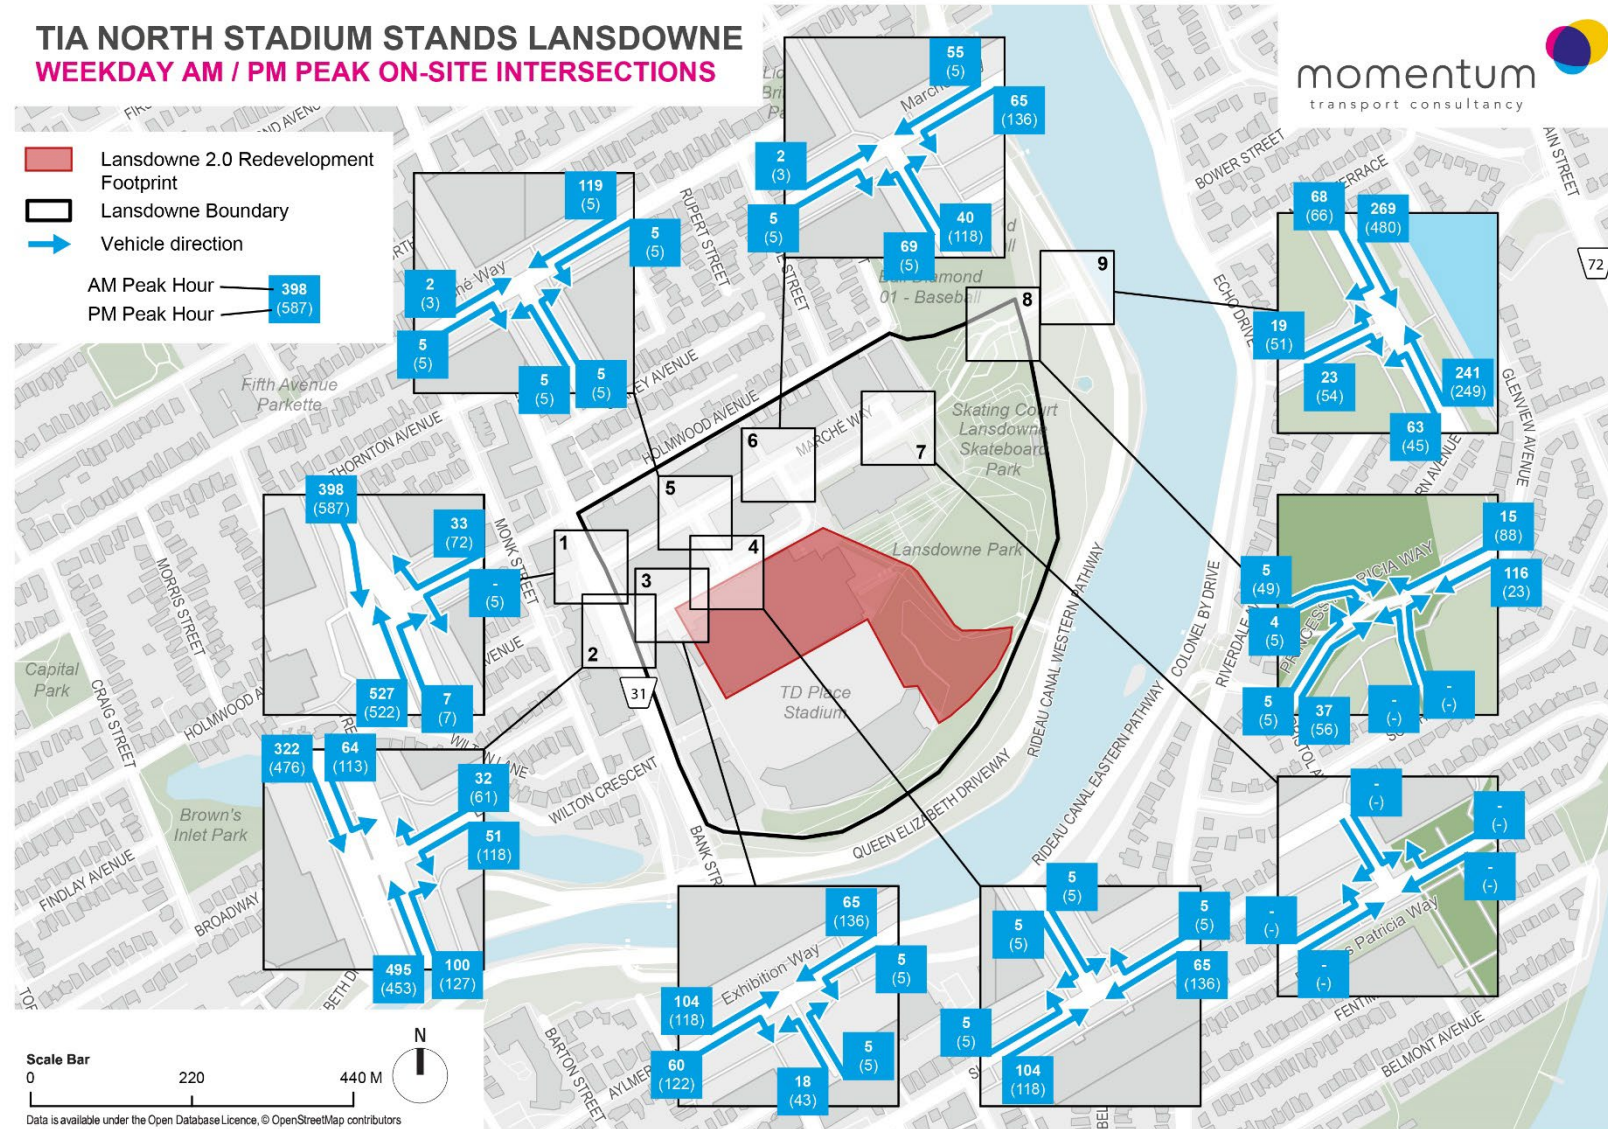 TIA NORTH STADIUM STANDS LANSDOWNE
WEEKDAY AM / PM PEAK ON-SITE INTERSECTIONS
momentum
transport consultancy
Lansdowne 2.0 Redevelopment
Footprint
Lansdowne Boundary
Vehicle direction
AM Peak Hour
PM Peak Hour
398
(587)
119
(5)
5
(5)
2
(3)
5
(5)
5
(5)
5
(5)
55
(5)
65
(136)
2
(3)
5
(5)
69
(5)
40
(118)
68
(66)
269
(480)
19
(51)
23
(54)
241
(249)
63
(45)
398
(587)
33
(72)
-
(5)
527
(522)
7
(7)
322
(476)
64
(113)
32
(61)
51
(118)
495
(453)
100
(127)
65
(136)
5
(5)
104
(118)
60
(122)
18
(43)
5
(5)
5
(5)
5
(5)
5
(5)
65
(136)
5
(5)
104
(118)
15
(88)
116
(23)
5
(49)
4
(5)
5
(5)
37
(56)
-
(-)
-
(-)
-
(-)
-
(-)
-
(-)
-
(-)
-
(-)
1
2
3
4
5
6
7
8
9
31
72
Fifth Avenue
Parkette
Capital
Park
Brown's
Inlet Park
01 - Baseball
Skating Court
Lansdowne
Skateboard
Park
Lansdowne Park
TD Place
Stadium
RUPERT STREET
HOLMWOOD AVENUE
MARCHÉ WAY
THORNTON AVENUE
MONK STREET
MORRIS STREET
CRAIG STREET
FINDLAY AVENUE
BROADWAY
WILTON LANE
WILTON CRESCENT
QUEEN ELIZABETH DRIVEWAY
RIDEAU CANAL WESTERN PATHWAY
RIDEAU CANAL EASTERN PATHWAY
COLONEL BY DRIVE
ECHO DRIVE
BOWER STREET
GLENVIEW AVENUE
BARTON STREET
BELMONT AVENUE
Exhibition Way
Patricia Way
N
Scale Bar
0
220
440 M
Data is available under the Open Database Licence, © OpenStreetMap contributors